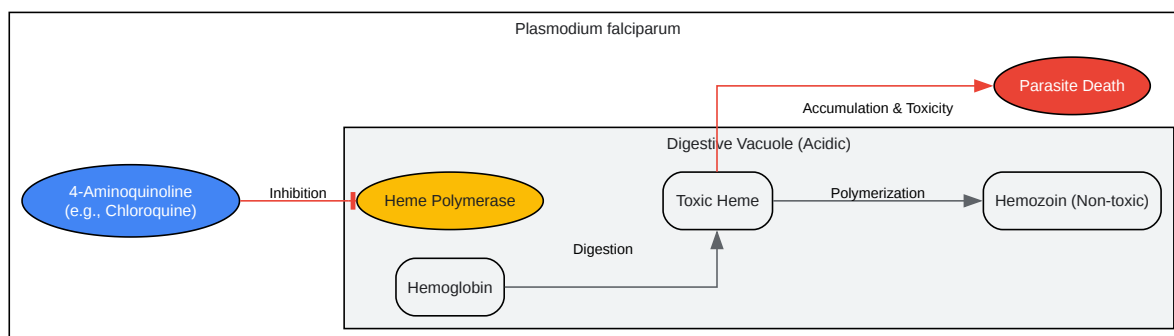 Plasmodium falciparum
Parasite Death
Accumulation & Toxicity
Digestive Vacuole (Acidic)
4-Aminoquinoline
(e.g., Chloroquine)
Inhibition
Heme Polymerase
Toxic Heme
Polymerization
Hemozoin (Non-toxic)
Digestion
Hemoglobin